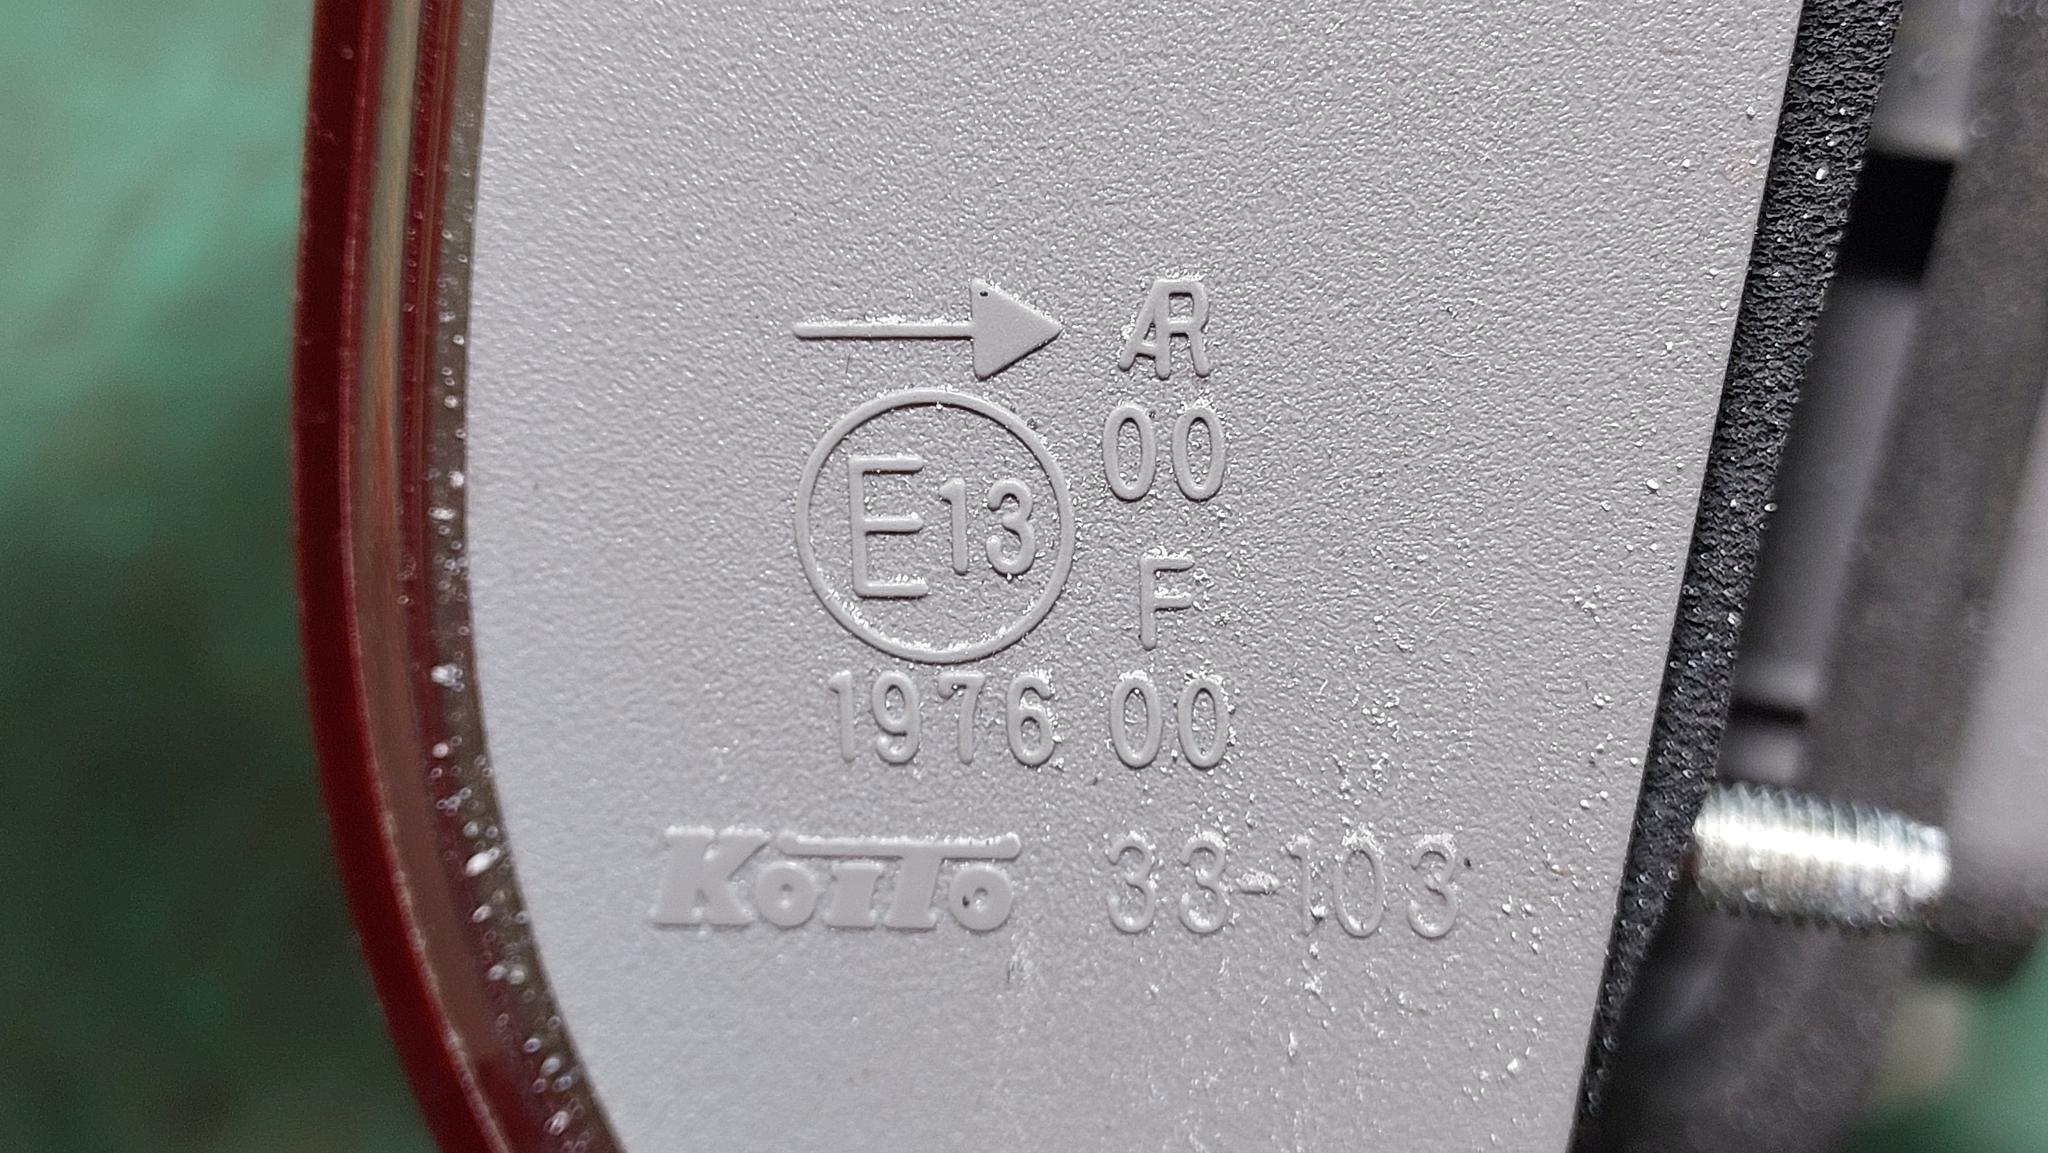 → AR
00
E13
F
1976 00
KoiTo 33-103